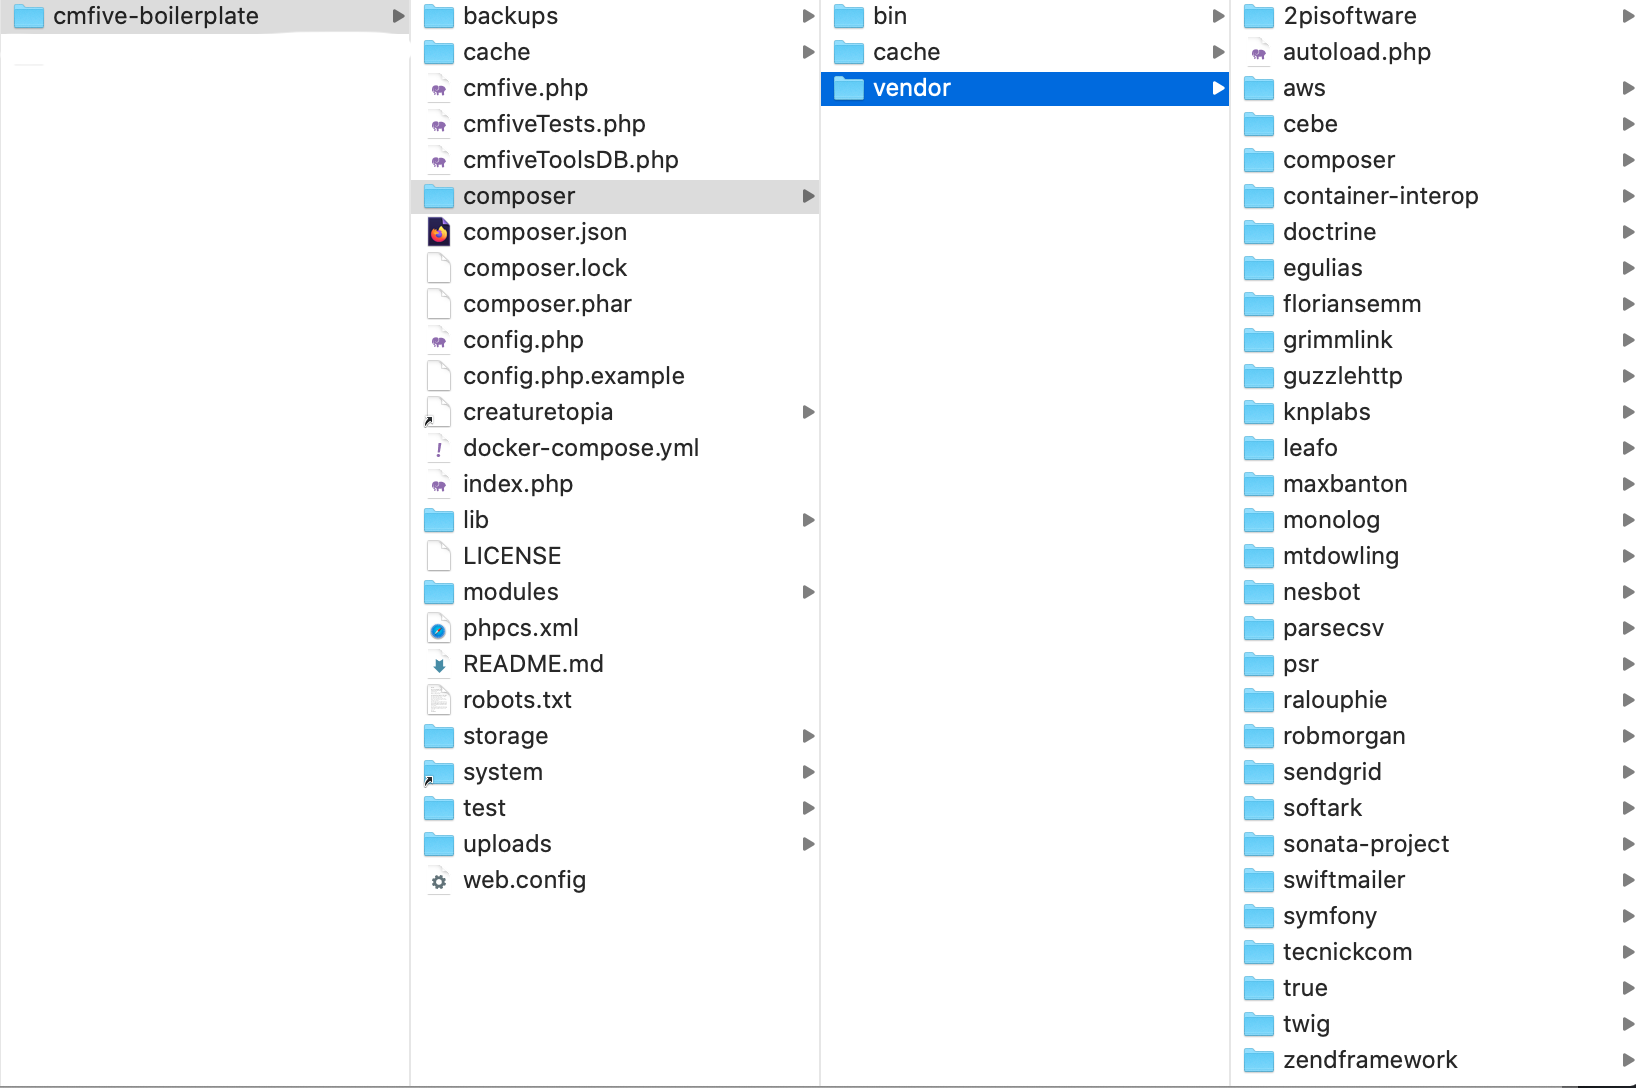 cmfive-boilerplate
backups
cache
cmfive.php
cmfiveTests.php
cmfiveToolsDB.php
composer
composer.json
composer.lock
composer.phar
config.php
config.php.example
creaturetopia
docker-compose.yml
index.php
lib
LICENSE
modules
phpcs.xml
README.md
robots.txt
storage
system
test
uploads
web.config
bin
cache
vendor
2pisoftware
autoload.php
aws
cebe
composer
container-interop
doctrine
egulias
floriansemm
grimmlink
guzzlehttp
knplabs
leafo
maxbanton
monolog
mtdowling
nesbot
parsecsv
psr
ralouphie
robmorgan
sendgrid
softark
sonata-project
swiftmailer
symfony
tecnickcom
true
twig
zendframework